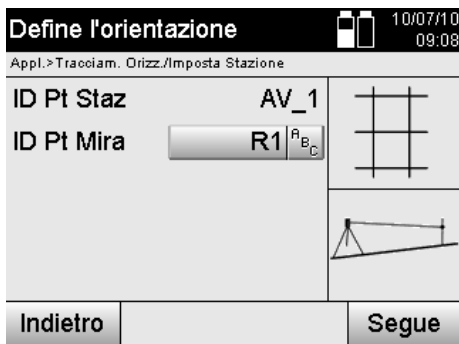 Define l'orientazione
10/07/10
09:08
Appl.>Tracciam. Orizz./Imposta Stazione
ID Pt Staz AV_1
ID Pt Mira R1 ABC
Indietro Segue